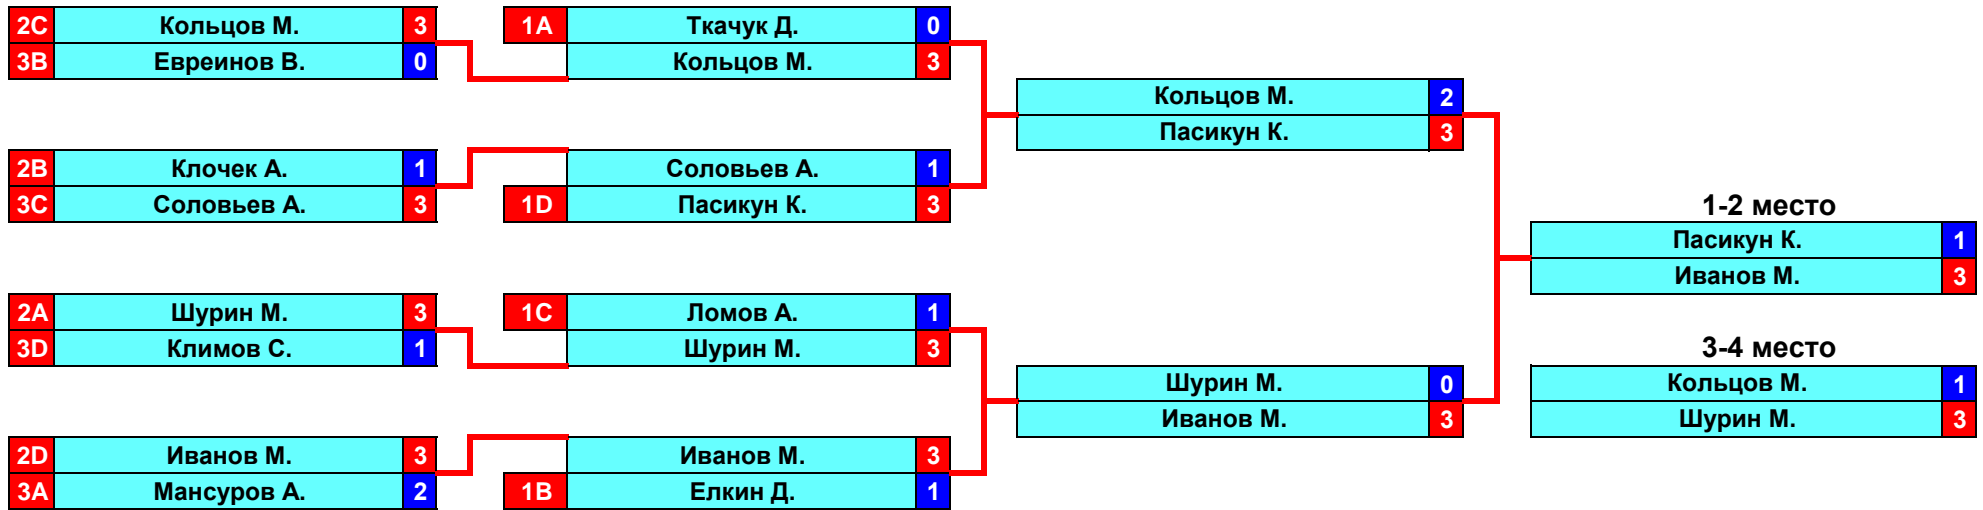 2C Кольцов М. 3
3B Евреинов В. 0
2B Клочек А. 1
3C Соловьев А. 3
2A Шурин М. 3
3D Климов С. 1
2D Иванов М. 3
3A Мансуров А. 2
1A Ткачук Д. 0
Кольцов М. 3
Соловьев А. 1
1D Пасикун К. 3
1C Ломов А. 1
Шурин М. 3
Иванов М. 3
1B Елкин Д. 1
Кольцов М. 2
Пасикун К. 3
Шурин М. 0
Иванов М. 3
1-2 место
Пасикун К. 1
Иванов М. 3
3-4 место
Кольцов М. 1
Шурин М. 3